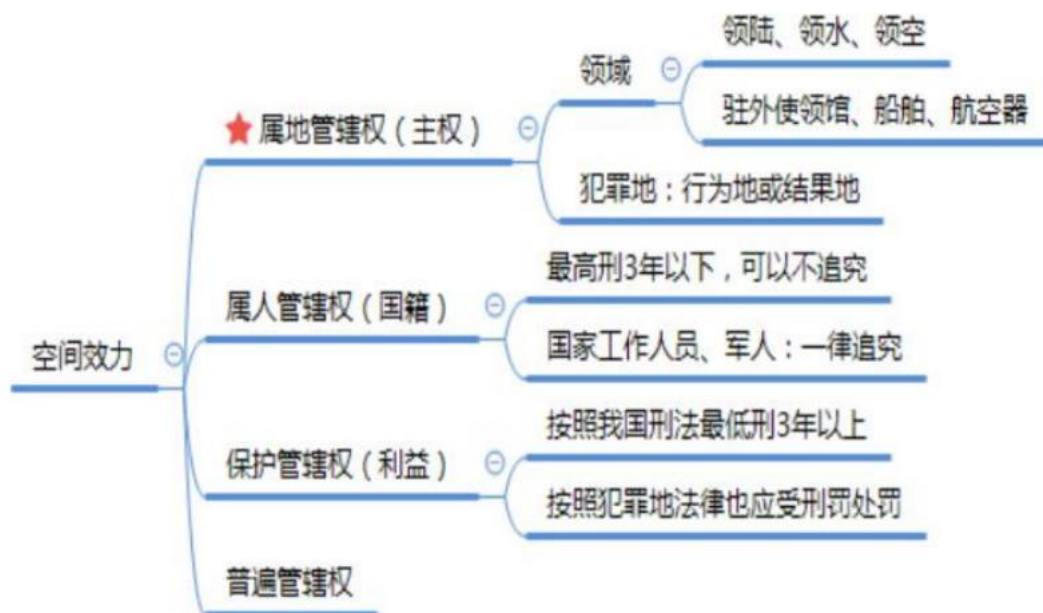 领陆、领水、领空
领域
驻外使领馆、船舶、航空器
属地管辖权（主权）
犯罪地：行为地或结果地
最高刑3年以下，可以不追究
属人管辖权（国籍）
国家工作人员、军人：一律追究
空间效力
按照我国刑法最低刑3年以上
保护管辖权（利益）
按照犯罪地法律也应受刑罚处罚
普遍管辖权